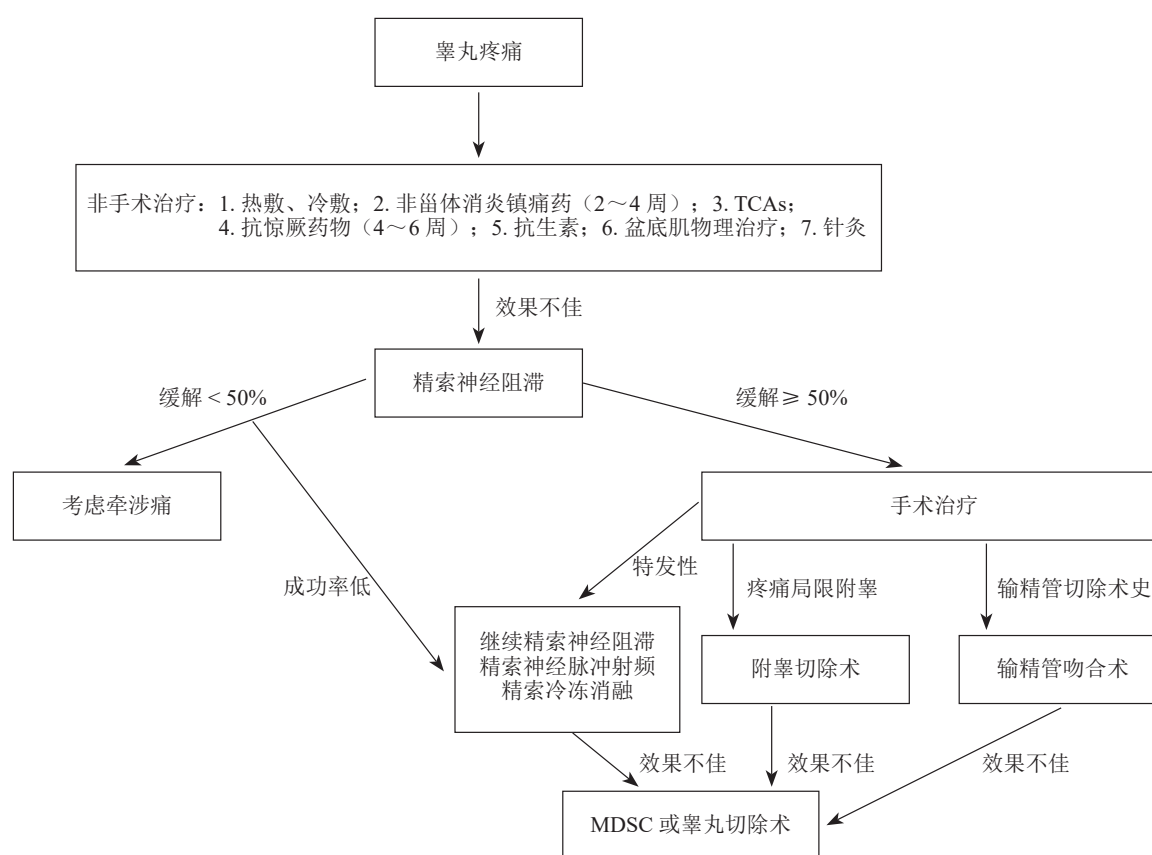 睾丸疼痛
非手术治疗：1. 热敷、冷敷；2. 非甾体消炎镇痛药（2～4 周）；3. TCAs；
4. 抗惊厥药物（4～6 周）；5. 抗生素；6. 盆底肌物理治疗；7. 针灸
效果不佳
精索神经阻滞
缓解 < 50%
缓解 ⩾ 50%
考虑牵涉痛
手术治疗
成功率低
特发性
疼痛局限附睾
输精管切除术史
继续精索神经阻滞
精索神经脉冲射频
精索冷冻消融
附睾切除术
输精管吻合术
效果不佳
效果不佳
效果不佳
MDSC 或睾丸切除术